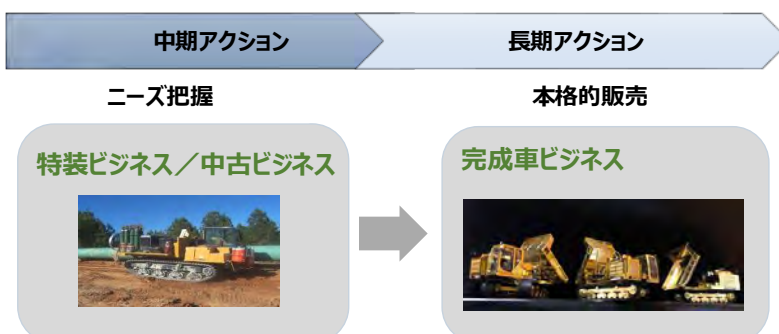 中期アクション
長期アクション
ニーズ把握
本格的販売
特装ビジネス／中古ビジネス
完成車ビジネス